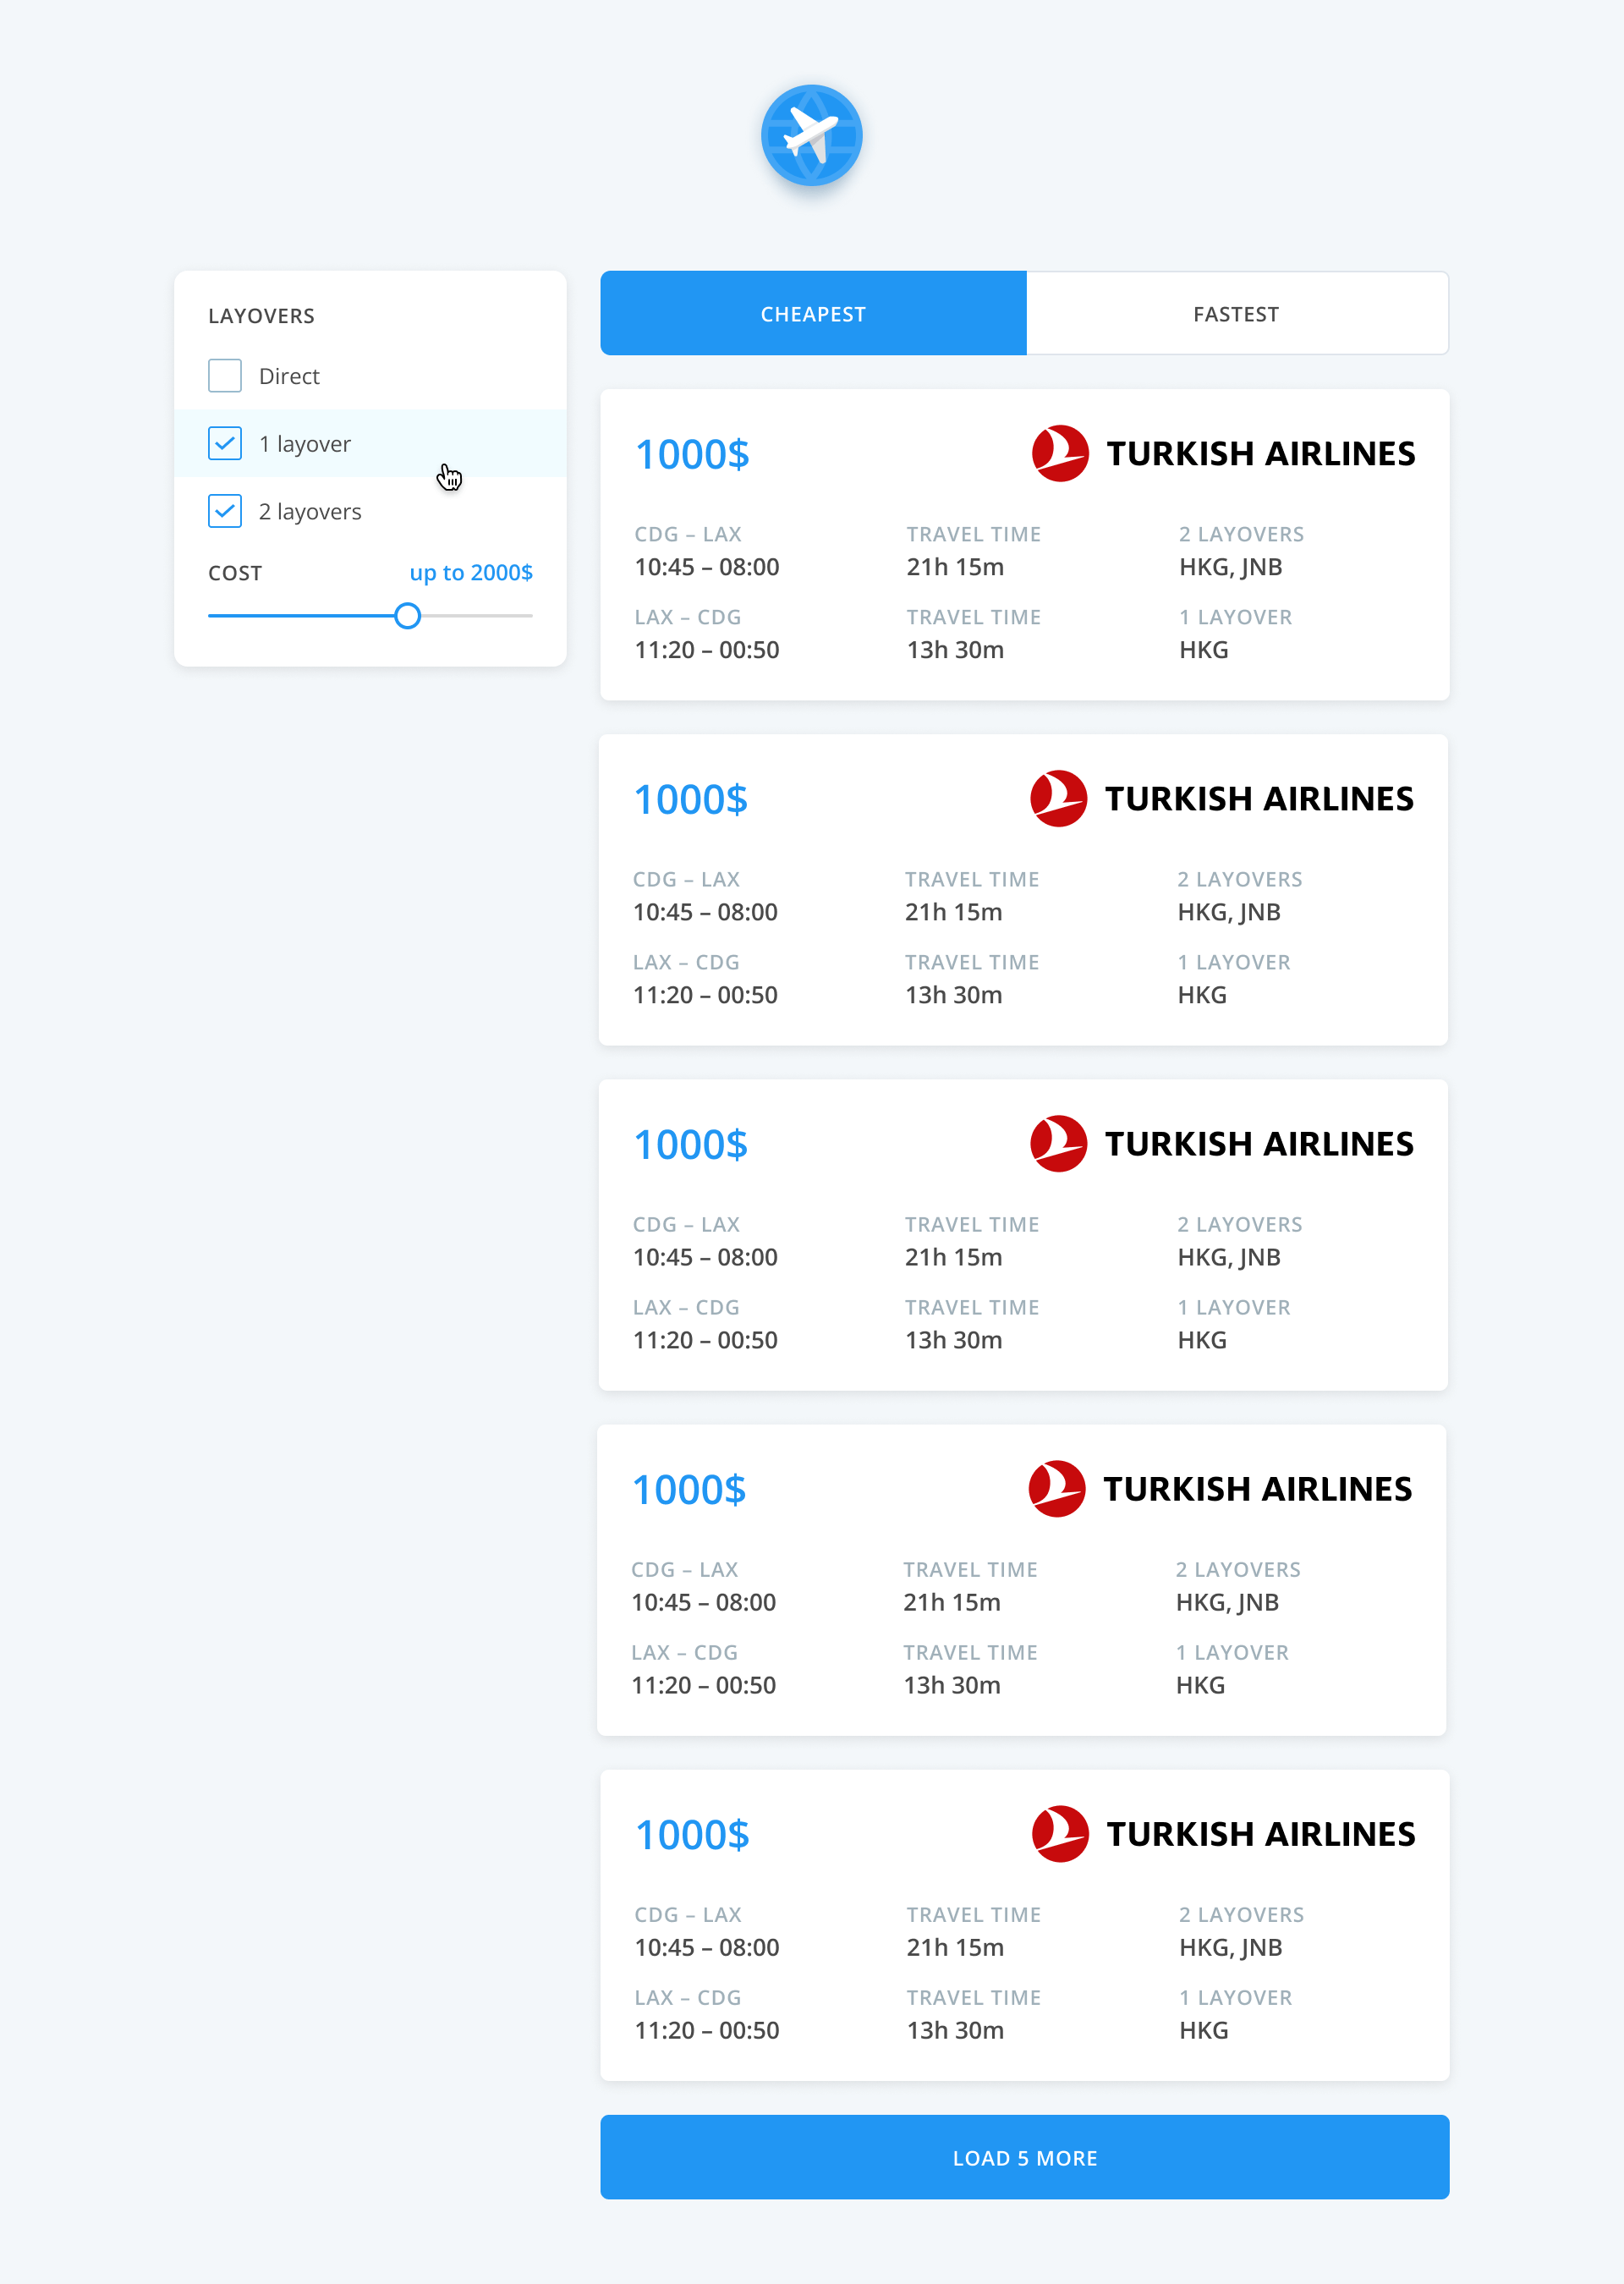 LAYOVERS
Direct
1 layover
2 layovers
COST up to 2000$
CHEAPEST FASTEST
1000$ TURKISH AIRLINES
CDG – LAX TRAVEL TIME 2 LAYOVERS
10:45 – 08:00 21h 15m HKG, JNB
LAX – CDG TRAVEL TIME 1 LAYOVER
11:20 – 00:50 13h 30m HKG
1000$ TURKISH AIRLINES
CDG – LAX TRAVEL TIME 2 LAYOVERS
10:45 – 08:00 21h 15m HKG, JNB
LAX – CDG TRAVEL TIME 1 LAYOVER
11:20 – 00:50 13h 30m HKG
1000$ TURKISH AIRLINES
CDG – LAX TRAVEL TIME 2 LAYOVERS
10:45 – 08:00 21h 15m HKG, JNB
LAX – CDG TRAVEL TIME 1 LAYOVER
11:20 – 00:50 13h 30m HKG
1000$ TURKISH AIRLINES
CDG – LAX TRAVEL TIME 2 LAYOVERS
10:45 – 08:00 21h 15m HKG, JNB
LAX – CDG TRAVEL TIME 1 LAYOVER
11:20 – 00:50 13h 30m HKG
1000$ TURKISH AIRLINES
CDG – LAX TRAVEL TIME 2 LAYOVERS
10:45 – 08:00 21h 15m HKG, JNB
LAX – CDG TRAVEL TIME 1 LAYOVER
11:20 – 00:50 13h 30m HKG
LOAD 5 MORE